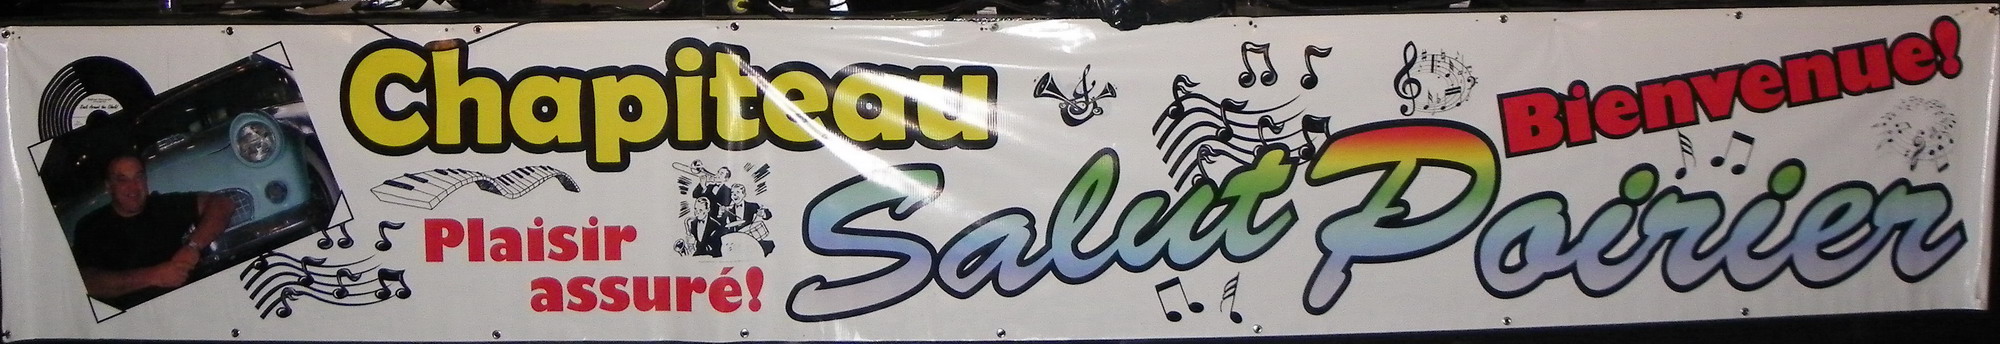 Chapiteau
Bienvenue!
Salut Poirier
Plaisir
assuré!